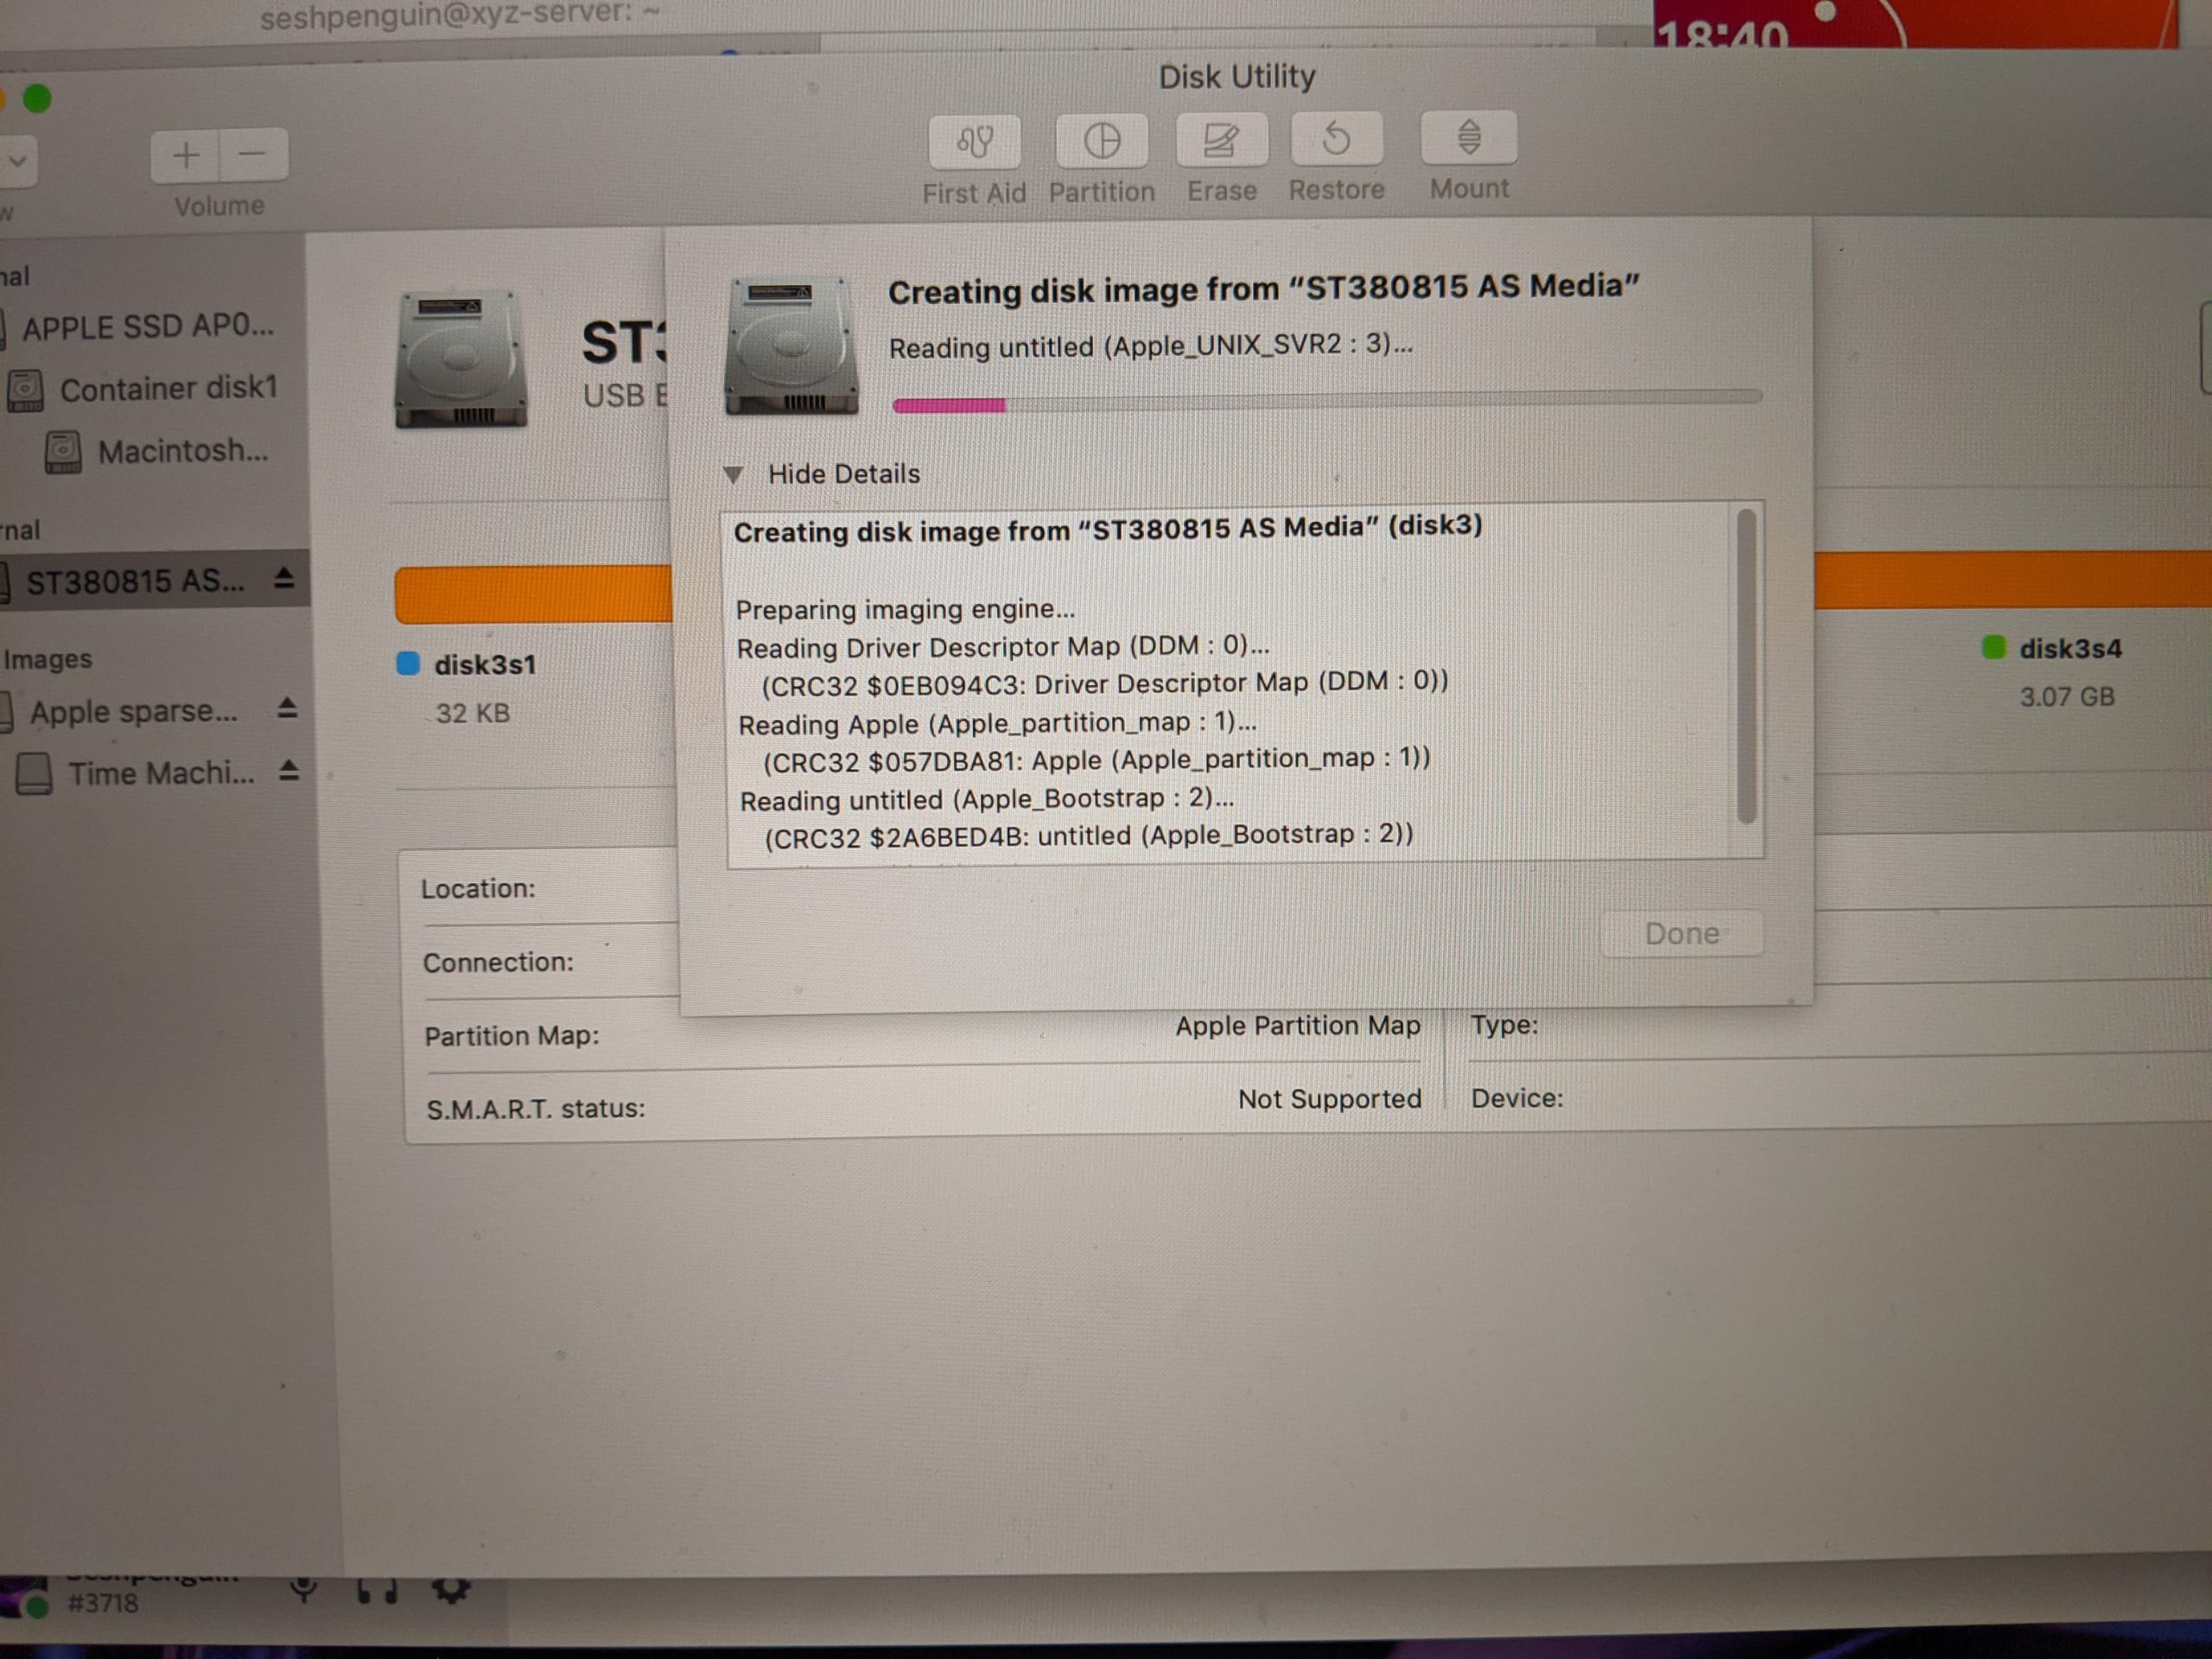 seshpenguin@xyz-server: ~
18:40
Disk Utility
Volume
First Aid
Partition
Erase
Restore
Mount
APPLE SSD AP0...
Container disk1
Macintosh...
ST380815 AS...
Images
Apple sparse...
Time Machi...
USB
Creating disk image from “ST380815 AS Media”
Reading untitled (Apple_UNIX_SVR2 : 3)...
Hide Details
Creating disk image from “ST380815 AS Media” (disk3)
Preparing imaging engine...
Reading Driver Descriptor Map (DDM : 0)...
(CRC32 $0EB094C3: Driver Descriptor Map (DDM : 0))
Reading Apple (Apple_partition_map : 1)...
(CRC32 $057DBA81: Apple (Apple_partition_map : 1))
Reading untitled (Apple_Bootstrap : 2)...
(CRC32 $2A6BED4B: untitled (Apple_Bootstrap : 2))
Done
disk3s1
32 KB
disk3s4
3.07 GB
Location:
Connection:
Partition Map:
Apple Partition Map
Type:
S.M.A.R.T. status:
Not Supported
Device:
#3718